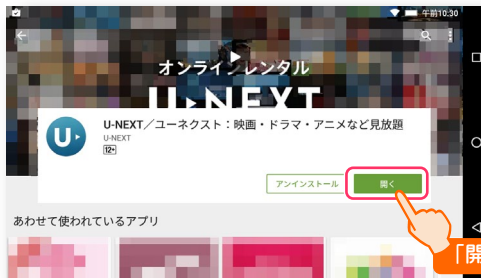 午前10:30
オンラインレンタル
U-NEXT
U-NEXT／ユーネクスト：映画・ドラマ・アニメなど見放題
U-NEXT
12+
アンインストール
開く
あわせて使われているアプリ
「開